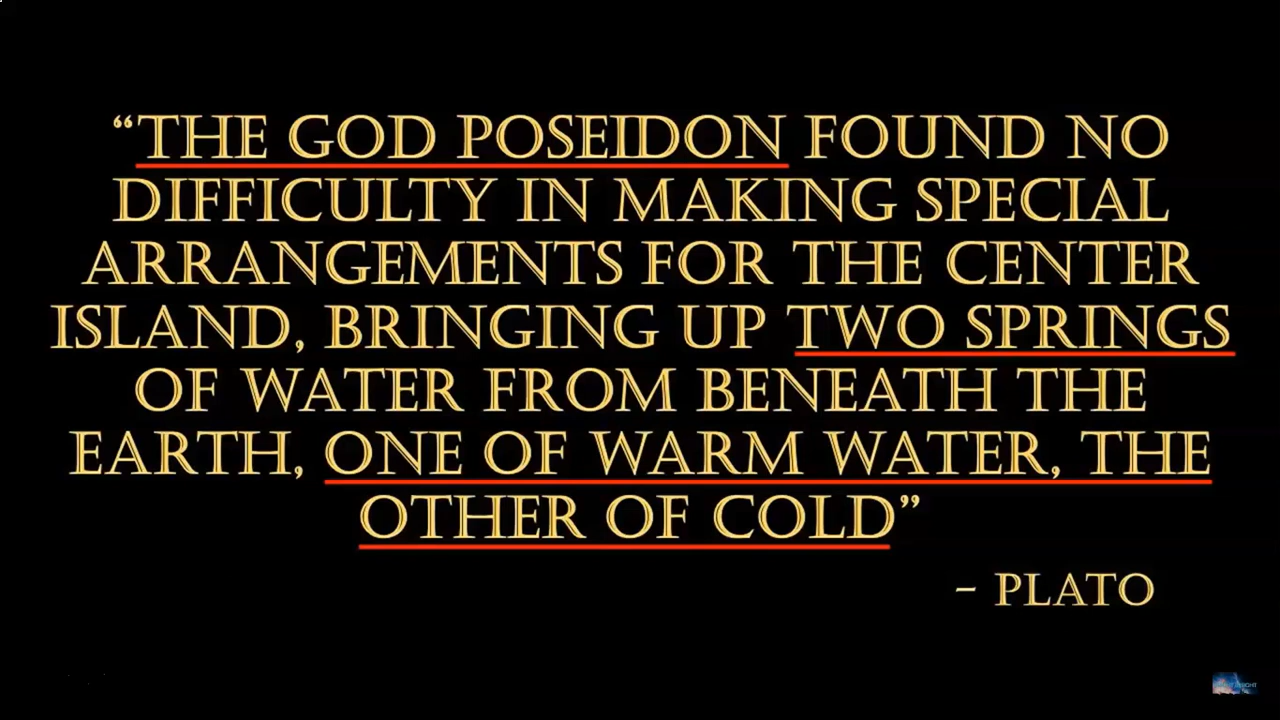 “THE GOD POSEIDON FOUND NO
DIFFICULTY IN MAKING SPECIAL
ARRANGEMENTS FOR THE CENTER
ISLAND, BRINGING UP TWO SPRINGS
OF WATER FROM BENEATH THE
EARTH, ONE OF WARM WATER, THE
OTHER OF COLD”
- PLATO